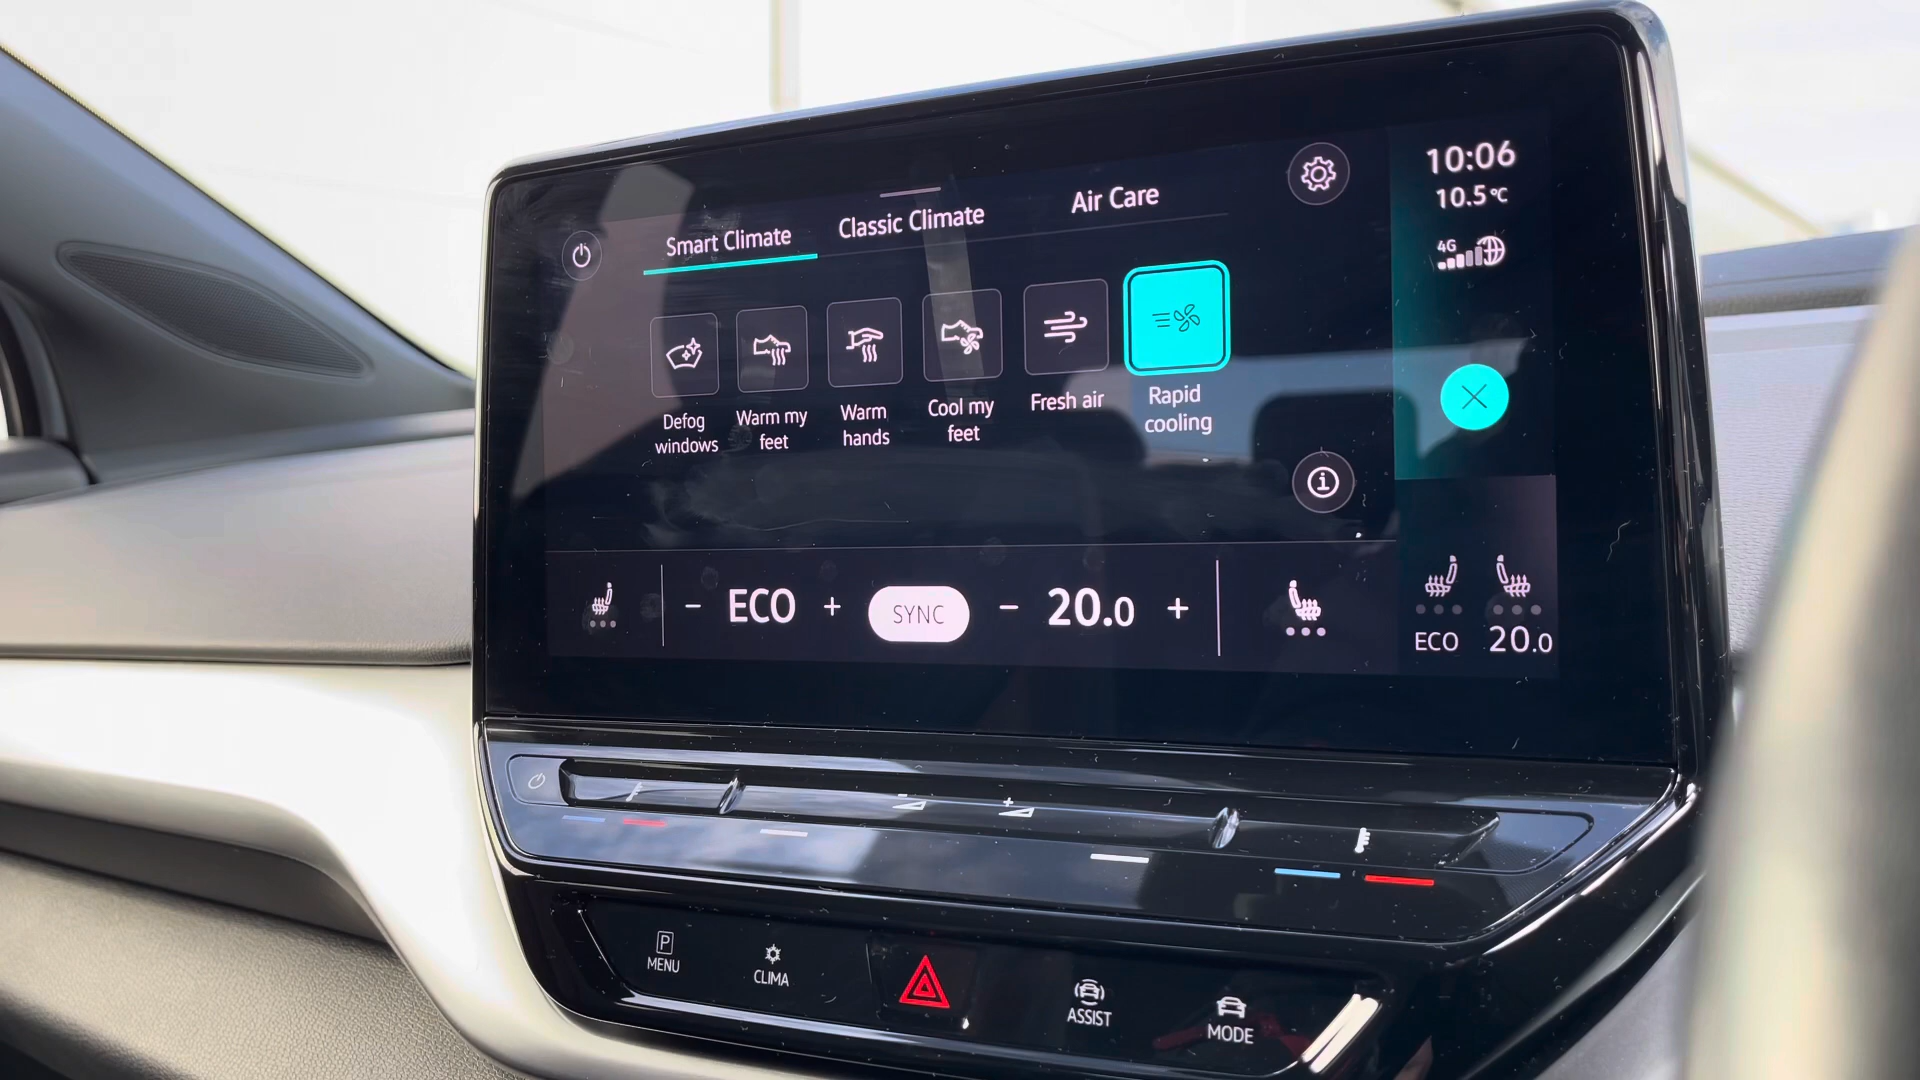 Smart Climate
Classic Climate
Air Care
10:06
10.5°C
4G
Defog
windows
Warm my
feet
Warm
hands
Cool my
feet
Fresh air
Rapid
cooling
- ECO +
SYNC
- 20.0 +
ECO 20.0
P
MENU
CLIMA
ASSIST
MODE